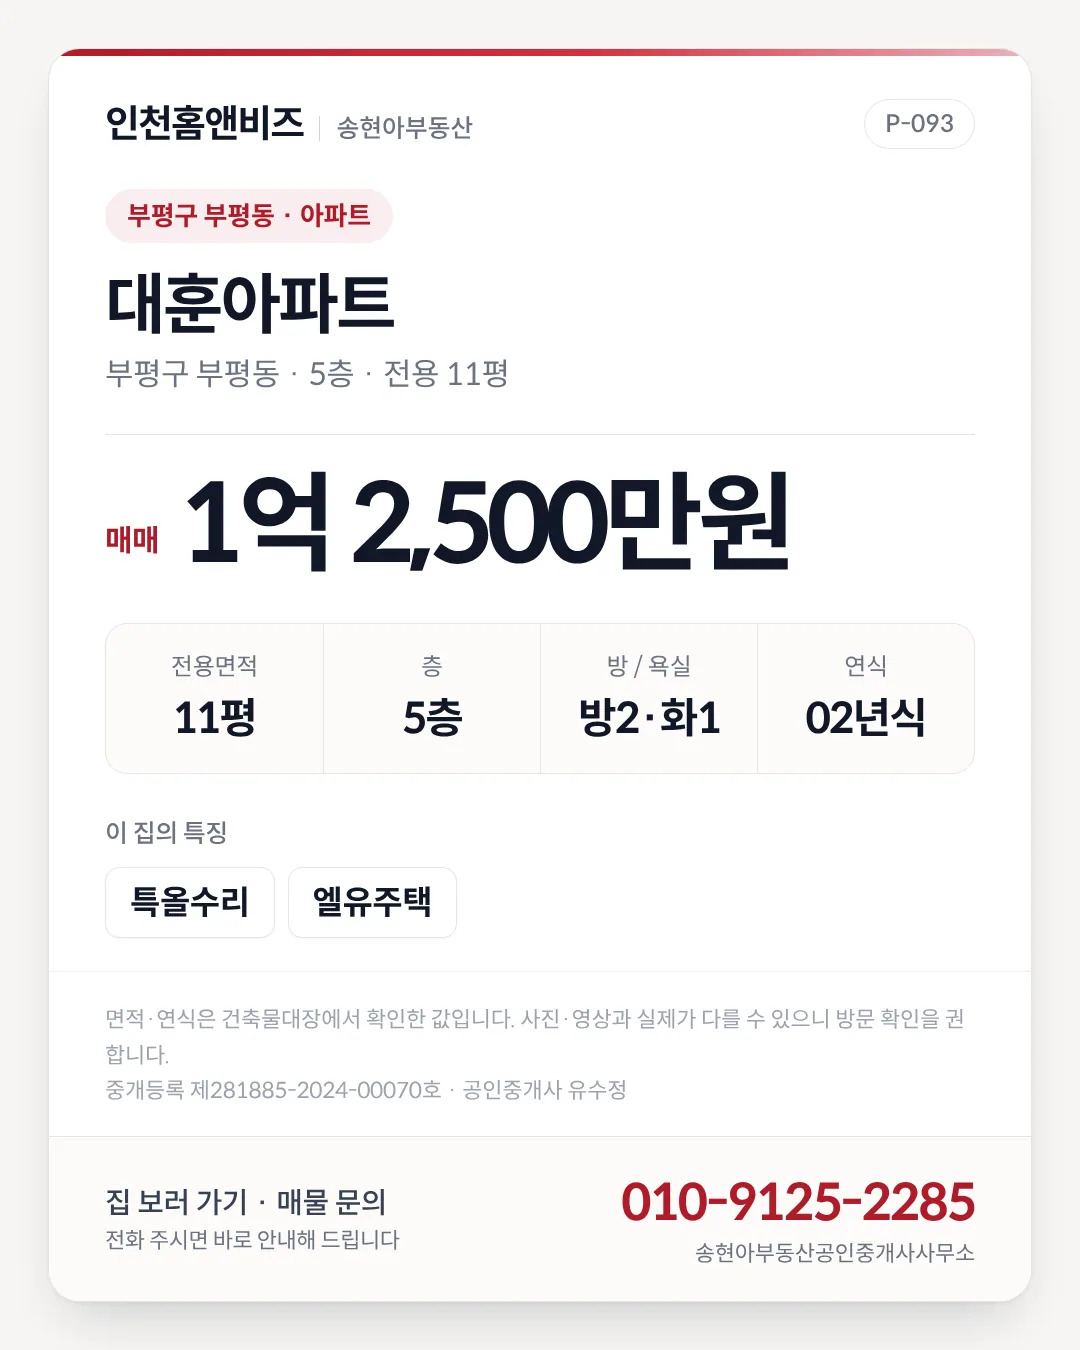 인천홈앤비즈 | 송현아부동산
P-093
부평구 부평동 · 아파트
대훈아파트
부평구 부평동 · 5층 · 전용 11평
매매 1억 2,500만원
전용면적 층 방 / 욕실 연식
11평 5층 방2·화1 02년식
이 집의 특징
특올수리 엘유주택
면적·연식은 건축물대장에서 확인한 값입니다. 사진·영상과 실제가 다를 수 있으니 방문 확인을 권
합니다.
중개등록 제281885-2024-00070호 · 공인중개사 유수정
집 보러 가기 · 매물 문의
전화 주시면 바로 안내해 드립니다
010-9125-2285
송현아부동산공인중개사사무소